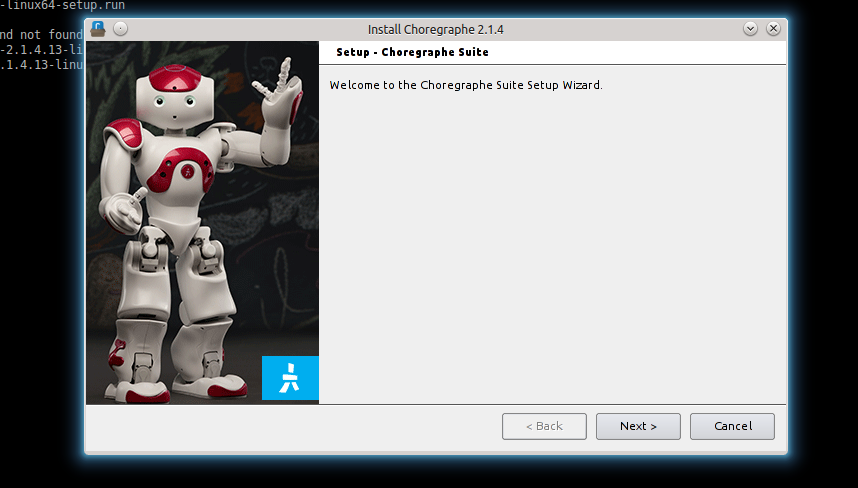 -linux64-setup.run
nd not found
-2.1.4.13-li
.1.4.13-linu
Install Choregraphe 2.1.4
Setup - Choregraphe Suite
Welcome to the Choregraphe Suite Setup Wizard.
< Back
Next >
Cancel